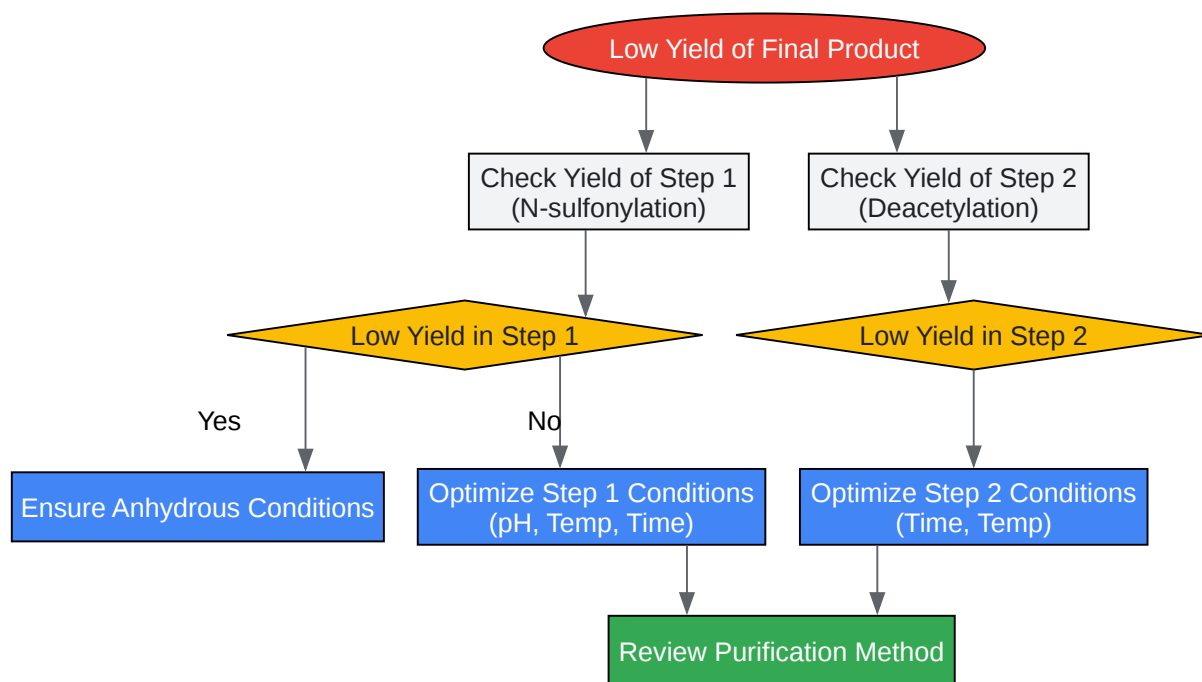 Low Yield of Final Product
Check Yield of Step 1
(N-sulfonylation)
Check Yield of Step 2
(Deacetylation)
Low Yield in Step 1
Low Yield in Step 2
Yes
No
Ensure Anhydrous Conditions
Optimize Step 1 Conditions
(pH, Temp, Time)
Optimize Step 2 Conditions
(Time, Temp)
Review Purification Method